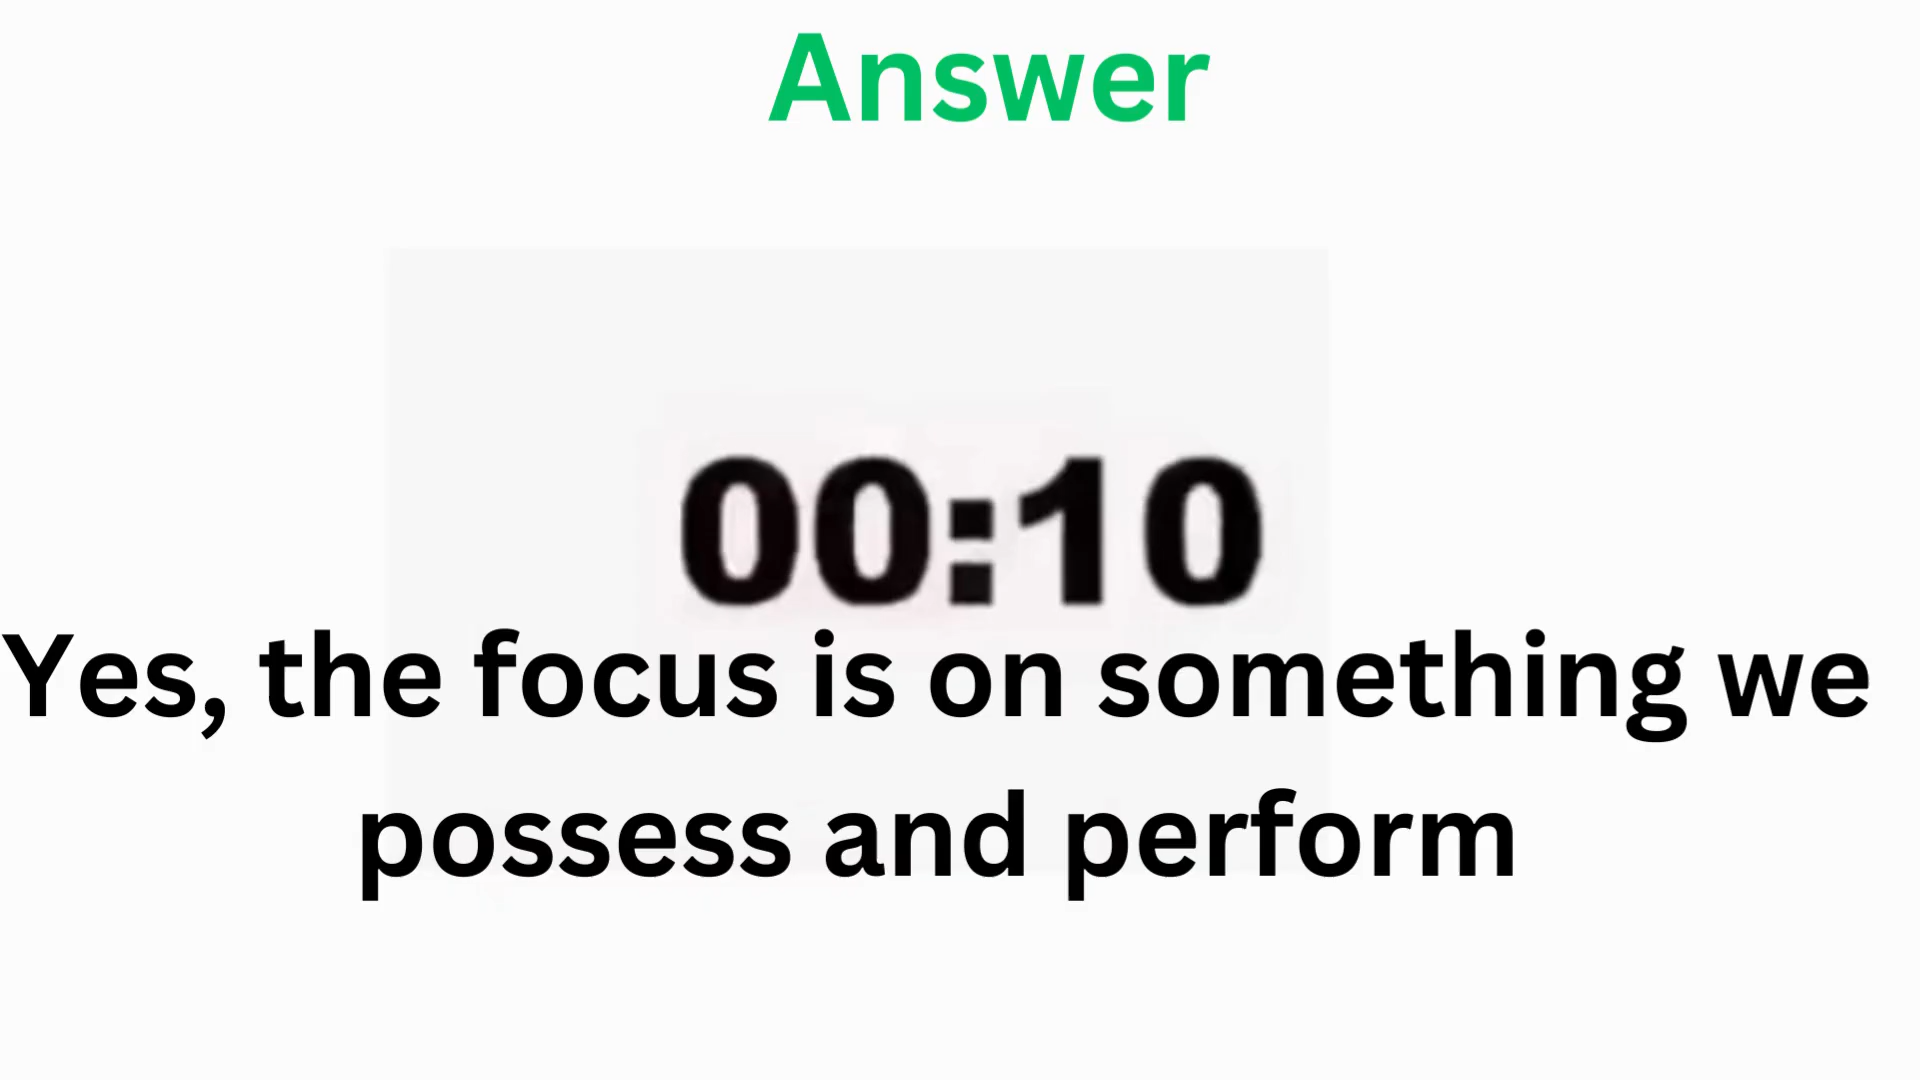 Answer
00:10
Yes, the focus is on something we
possess and perform